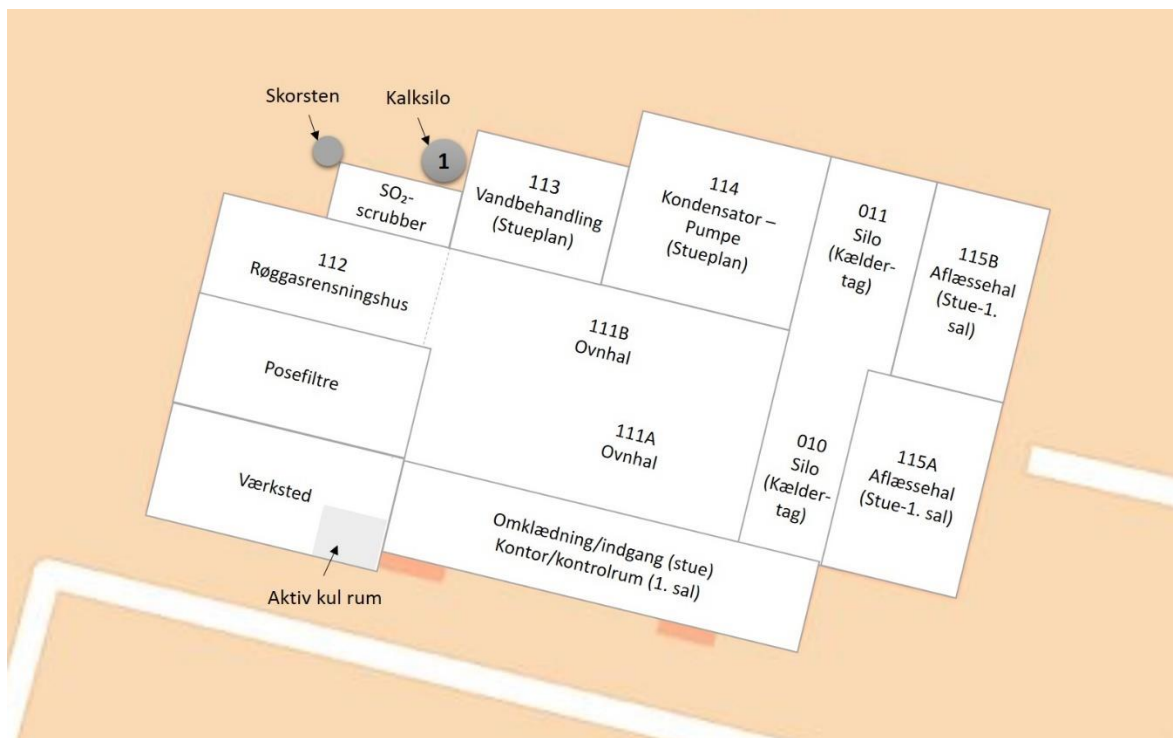 Skorsten
Kalksilo
1
SO₂-
scrubber
113
Vandbehandling
(Stueplan)
114
Kondensator –
Pumpe
(Stueplan)
011
Silo
(Kælder-
tag)
115B
Aflæssehal
(Stue-1.
sal)
112
Røggasrensningshus
111B
Ovnhal
Posefiltre
111A
Ovnhal
010
Silo
(Kælder-
tag)
115A
Aflæssehal
(Stue-1. sal)
Værksted
Omklædning/indgang (stue)
Kontor/kontrolrum (1. sal)
Aktiv kul rum